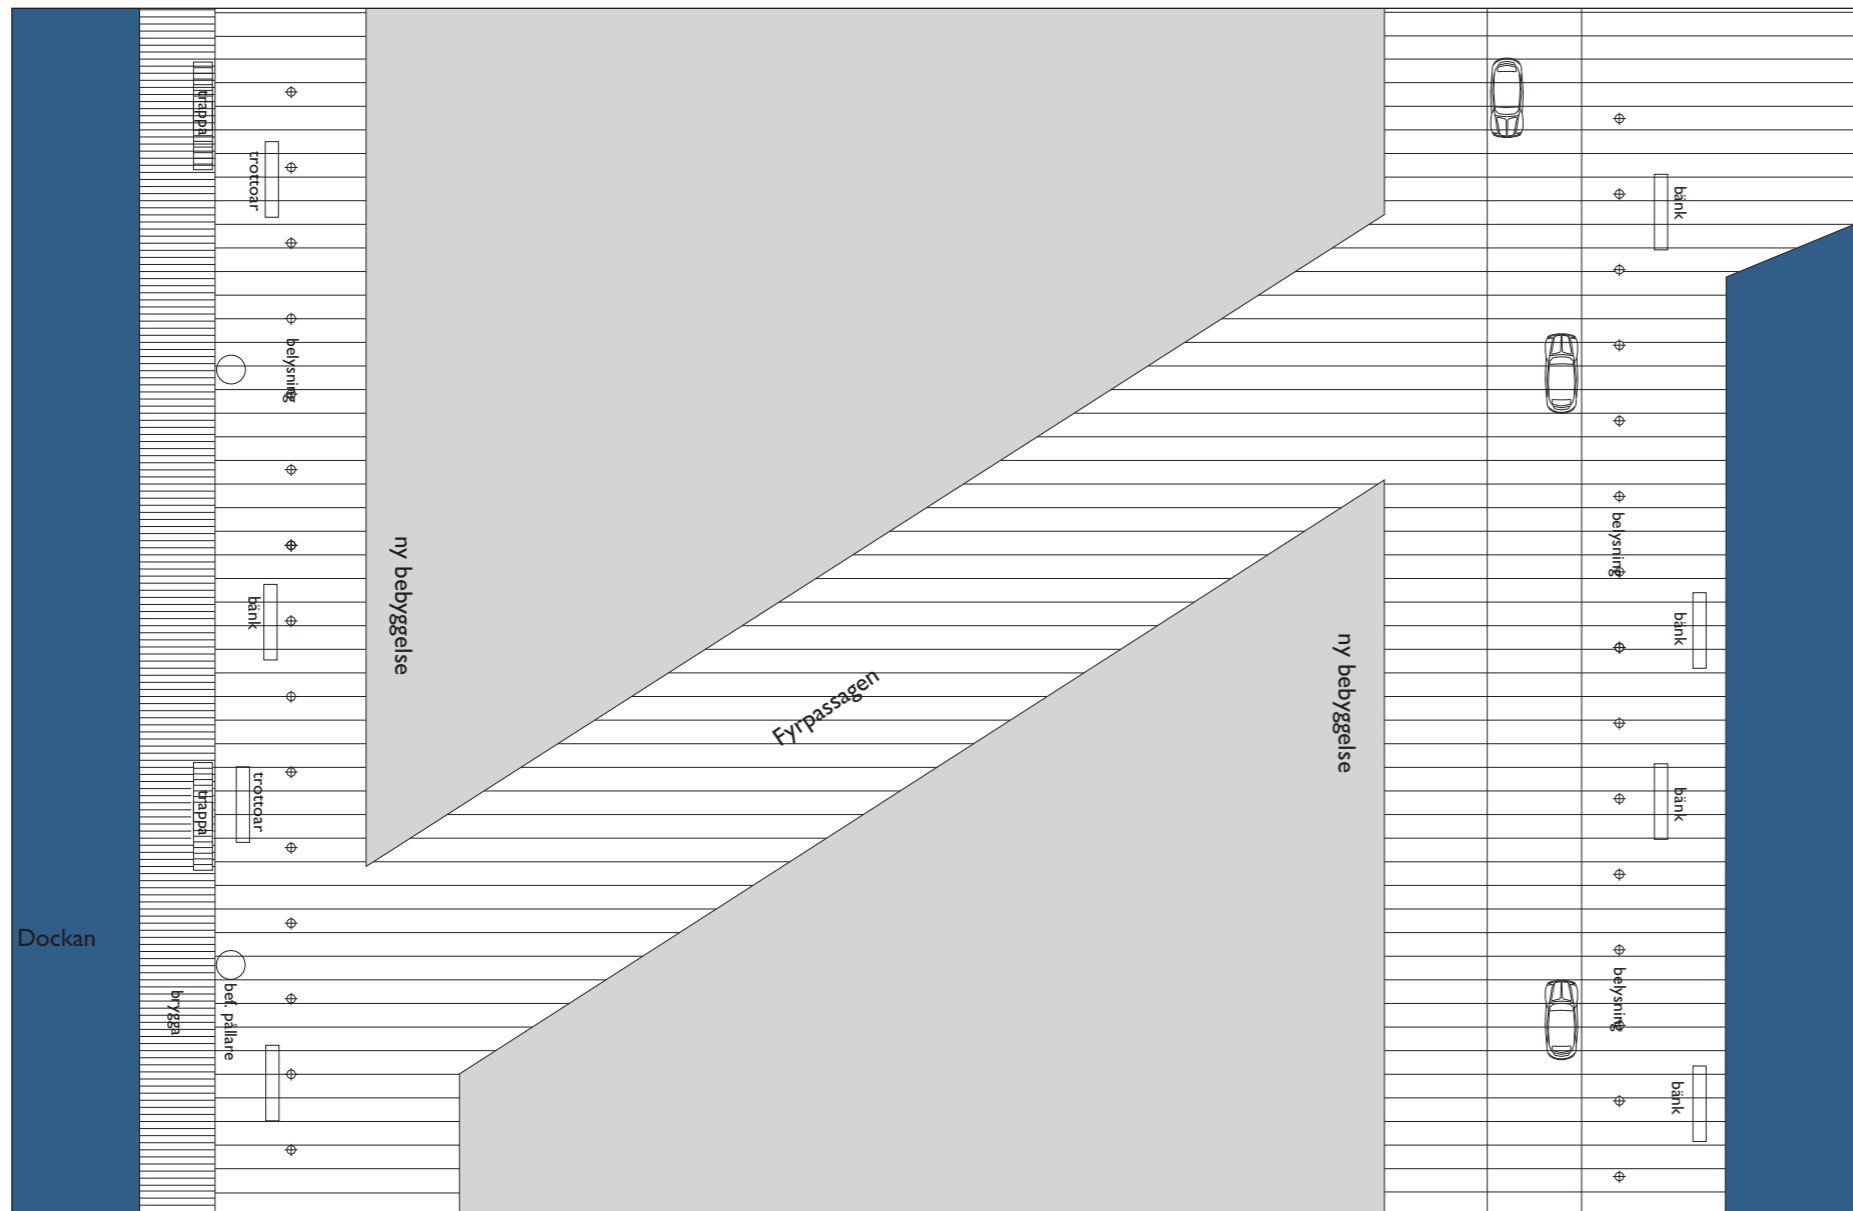 trappa
trottoar
belysning
ny bebyggelse
bänk
trottoar
trappa
Dockan
brygga
bef. pållare
Fyrpassagen
ny bebyggelse
bänk
belysning
bänk
bänk
belysning
bänk